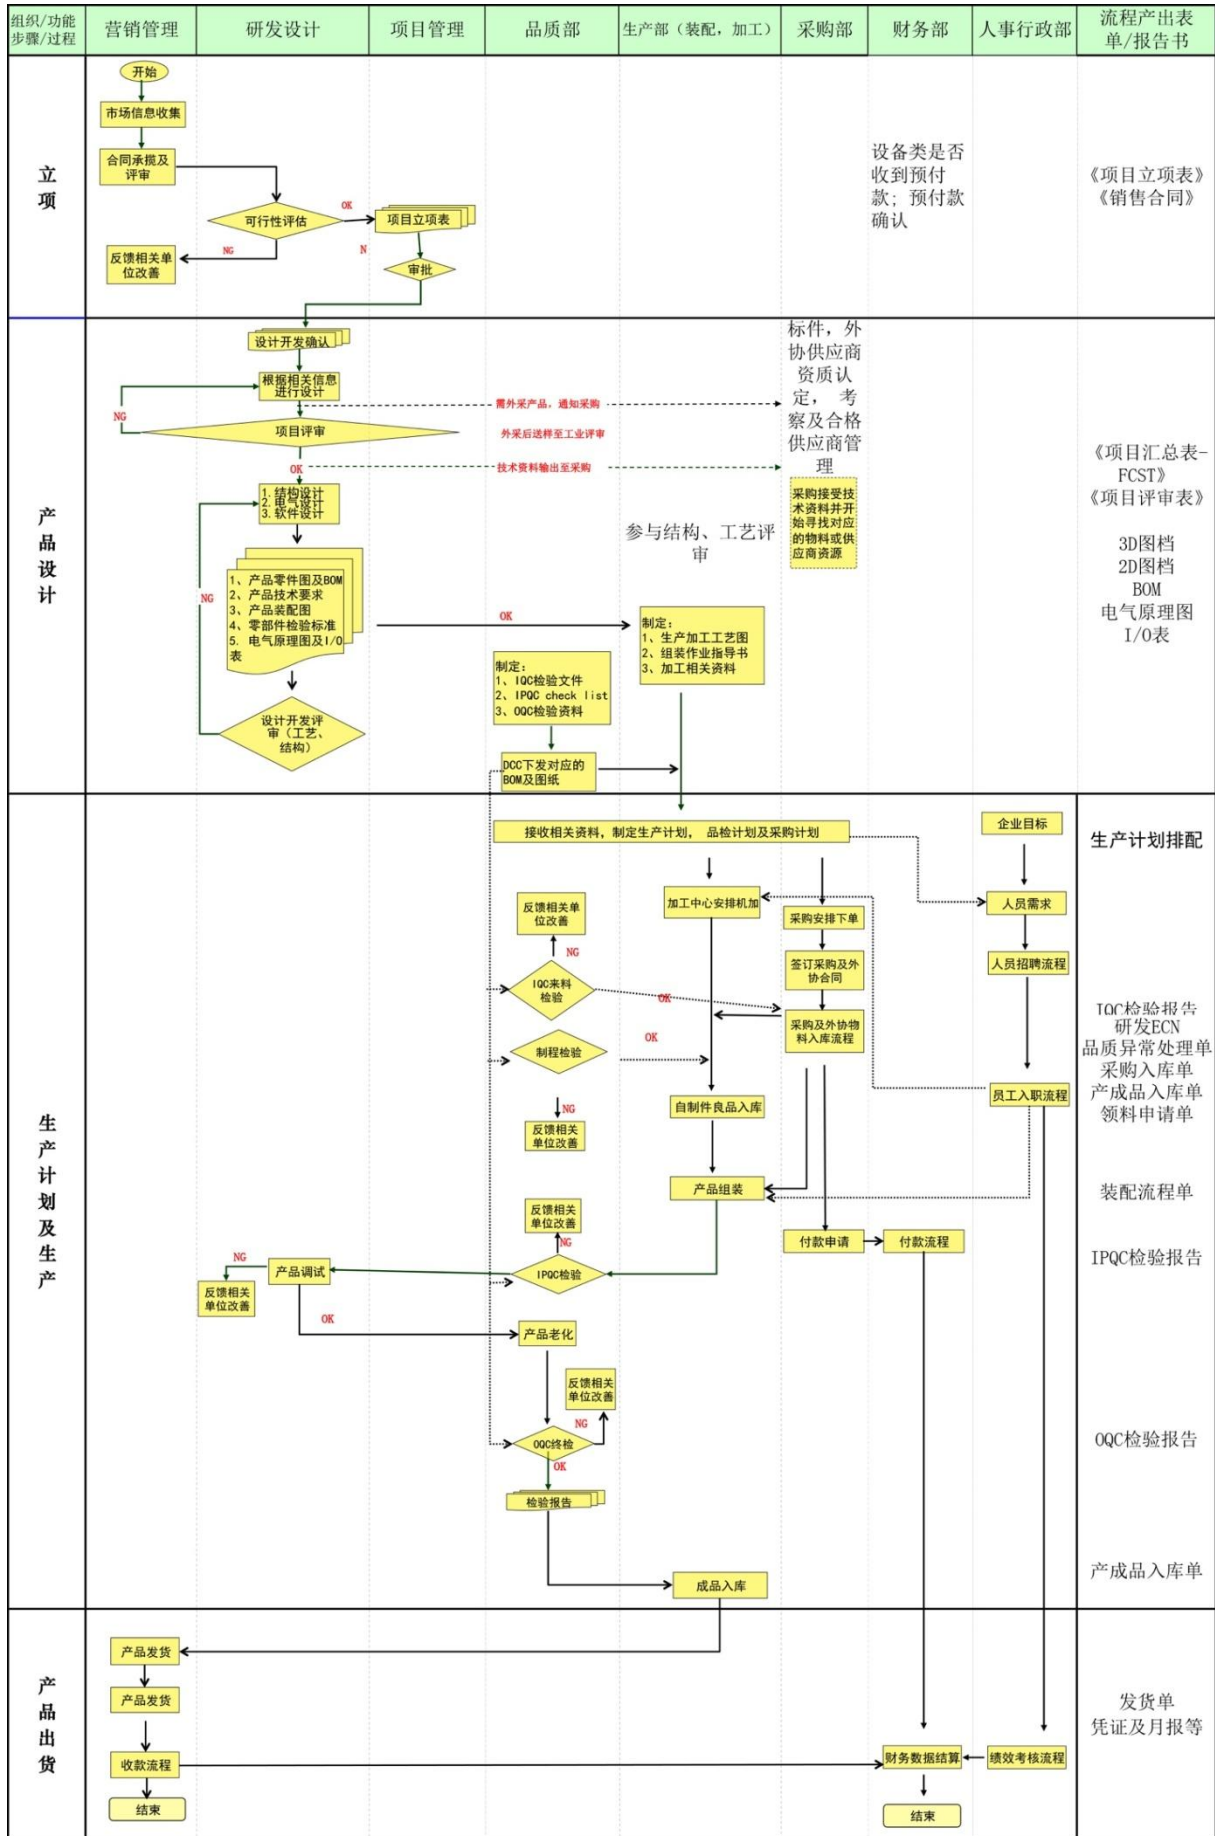 组织/功能
步骤/过程
营销管理
研发设计
项目管理
品质部
生产部（装配，加工）
采购部
财务部
人事行政部
流程产出表
单/报告书
立项
开始
市场信息收集
合同承揽及
评审
可行性评估
OK
项目立项表
NG
N
反馈相关单
位改善
审批
设备类是否
收到预付
款；预付款
确认
《项目立项表》
《销售合同》
产品设计
设计开发确认
根据相关信息
进行设计
NG
项目评审
需外采产品，通知采购
外采后送样至工业评审
OK
技术资料输出至采购
标件，外
协供应商
资质认
定， 考
察及合格
供应商管
理
采购接受技
术资料并开
始寻找对应
的物料或供
应商资源
1. 结构设计
2. 电气设计
3. 软件设计
参与结构、工艺评
审
NG
1、产品零件图及BOM
2、产品技术要求
3、产品装配图
4、零部件检验标准
5. 电气原理图及I/O
表
OK
制定：
1、生产加工工艺图
2、组装作业指导书
3、加工相关资料
制定：
1、IQC检验文件
2、IPQC check list
3、OQC检验资料
设计开发评
审（工艺、
结构）
DCC下发对应的
BOM及图纸
《项目汇总表-
FCST》
《项目评审表》
3D图档
2D图档
BOM
电气原理图
I/O表
生产计划及生产
接收相关资料，制定生产计划， 品检计划及采购计划
企业目标
生产计划排配
反馈相关单
位改善
加工中心安排机加
采购安排下单
人员需求
NG
IQC来料
检验
OK
签订采购及外
协合同
人员招聘流程
制程检验
OK
采购及外协物
料入库流程
IQC检验报告
研发ECN
品质异常处理单
采购入库单
产成品入库单
领料申请单
NG
反馈相关
单位改善
自制件良品入库
员工入职流程
产品组装
装配流程单
反馈相关
单位改善
NG
IPQC检验
付款申请
付款流程
IPQC检验报告
NG
产品调试
反馈相关
单位改善
OK
产品老化
反馈相关
单位改善
NG
OQC终检
OK
OQC检验报告
检验报告
成品入库
产成品入库单
产品出货
产品发货
产品发货
收款流程
结束
财务数据结算
绩效考核流程
结束
发货单
凭证及月报等